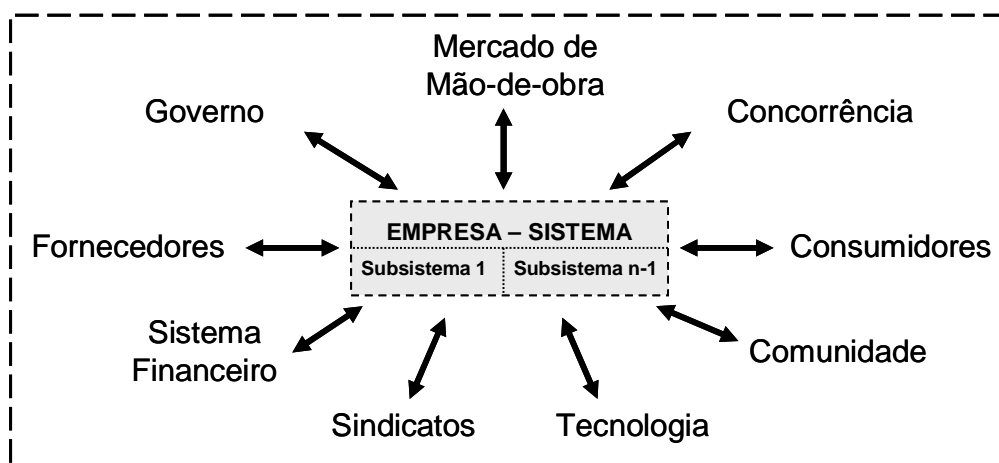 Mercado de
Mão-de-obra
Governo
Concorrência
EMPRESA – SISTEMA
Fornecedores
Consumidores
Subsistema 1
Subsistema n-1
Sistema
Financeiro
Comunidade
Sindicatos
Tecnologia